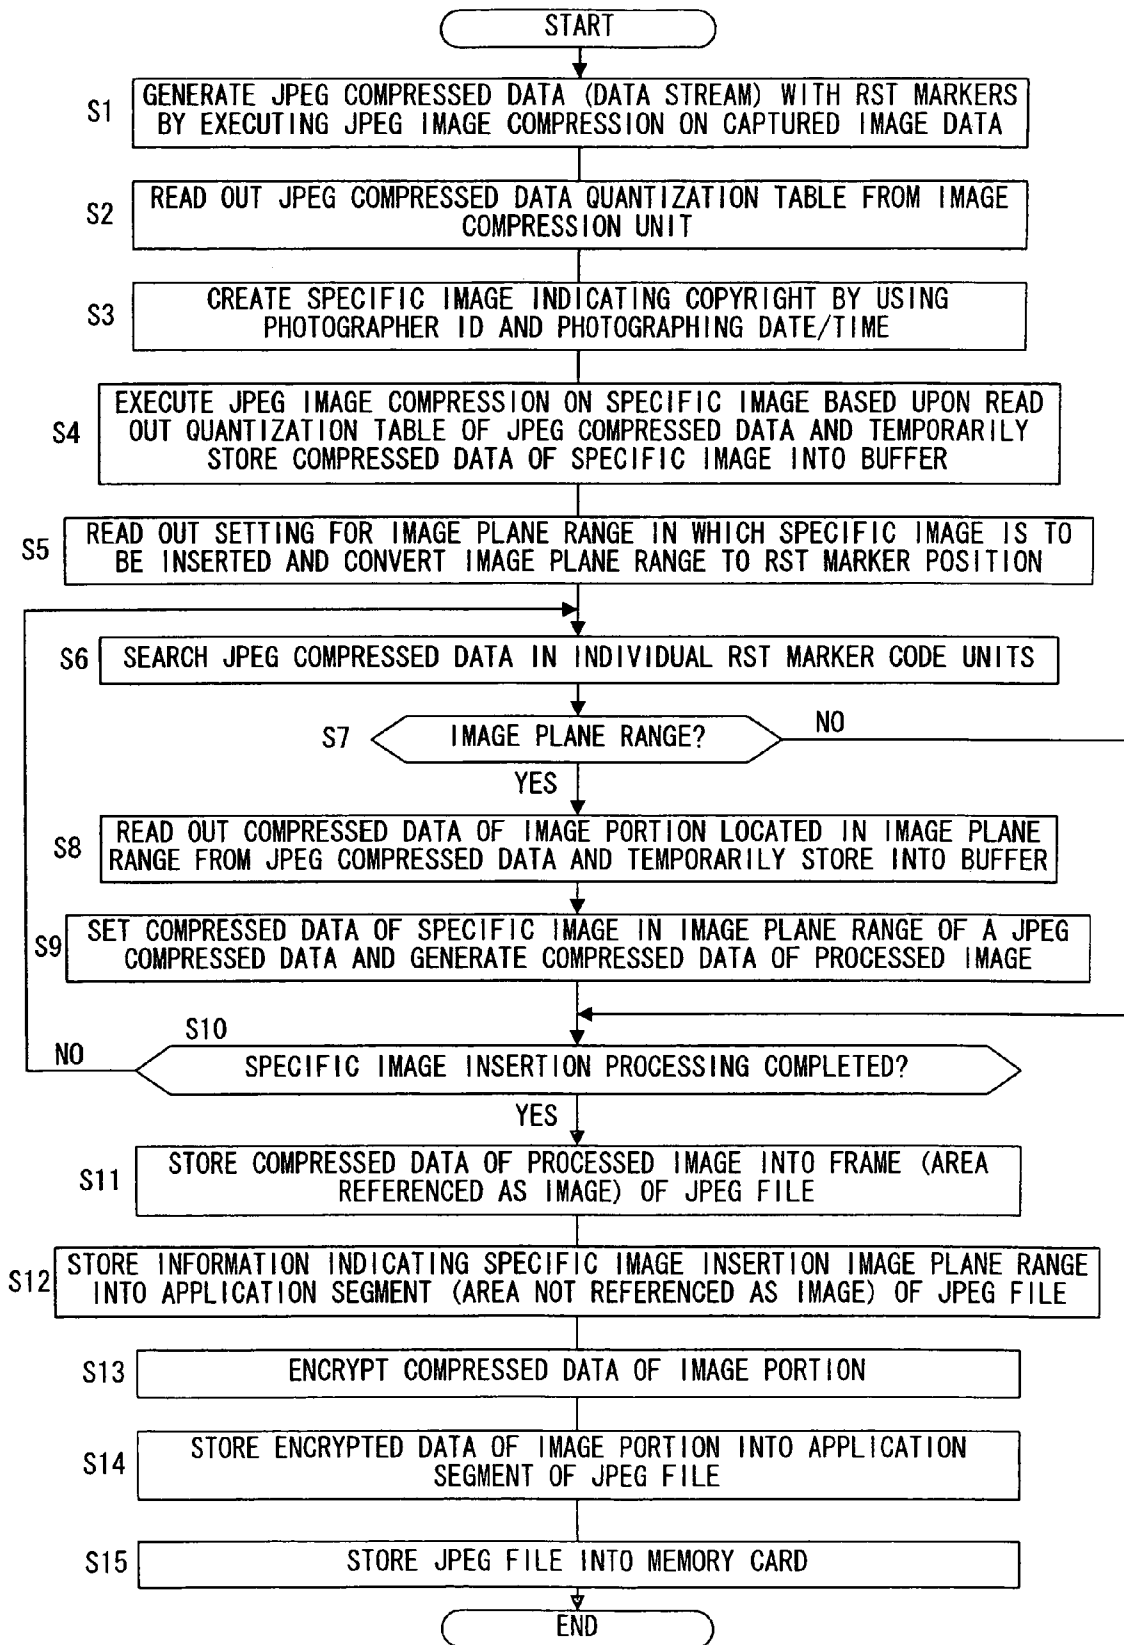 START
S1
GENERATE JPEG COMPRESSED DATA (DATA STREAM) WITH RST MARKERS
BY EXECUTING JPEG IMAGE COMPRESSION ON CAPTURED IMAGE DATA
S2
READ OUT JPEG COMPRESSED DATA QUANTIZATION TABLE FROM IMAGE
COMPRESSION UNIT
S3
CREATE SPECIFIC IMAGE INDICATING COPYRIGHT BY USING
PHOTOGRAPHER ID AND PHOTOGRAPHING DATE/TIME
S4
EXECUTE JPEG IMAGE COMPRESSION ON SPECIFIC IMAGE BASED UPON READ
OUT QUANTIZATION TABLE OF JPEG COMPRESSED DATA AND TEMPORARILY
STORE COMPRESSED DATA OF SPECIFIC IMAGE INTO BUFFER
S5
READ OUT SETTING FOR IMAGE PLANE RANGE IN WHICH SPECIFIC IMAGE IS TO
BE INSERTED AND CONVERT IMAGE PLANE RANGE TO RST MARKER POSITION
S6
SEARCH JPEG COMPRESSED DATA IN INDIVIDUAL RST MARKER CODE UNITS
S7
IMAGE PLANE RANGE?
NO
YES
S8
READ OUT COMPRESSED DATA OF IMAGE PORTION LOCATED IN IMAGE PLANE
RANGE FROM JPEG COMPRESSED DATA AND TEMPORARILY STORE INTO BUFFER
S9
SET COMPRESSED DATA OF SPECIFIC IMAGE IN IMAGE PLANE RANGE OF A JPEG
COMPRESSED DATA AND GENERATE COMPRESSED DATA OF PROCESSED IMAGE
S10
NO
SPECIFIC IMAGE INSERTION PROCESSING COMPLETED?
YES
S11
STORE COMPRESSED DATA OF PROCESSED IMAGE INTO FRAME (AREA
REFERENCED AS IMAGE) OF JPEG FILE
S12
STORE INFORMATION INDICATING SPECIFIC IMAGE INSERTION IMAGE PLANE RANGE
INTO APPLICATION SEGMENT (AREA NOT REFERENCED AS IMAGE) OF JPEG FILE
S13
ENCRYPT COMPRESSED DATA OF IMAGE PORTION
S14
STORE ENCRYPTED DATA OF IMAGE PORTION INTO APPLICATION
SEGMENT OF JPEG FILE
S15
STORE JPEG FILE INTO MEMORY CARD
END